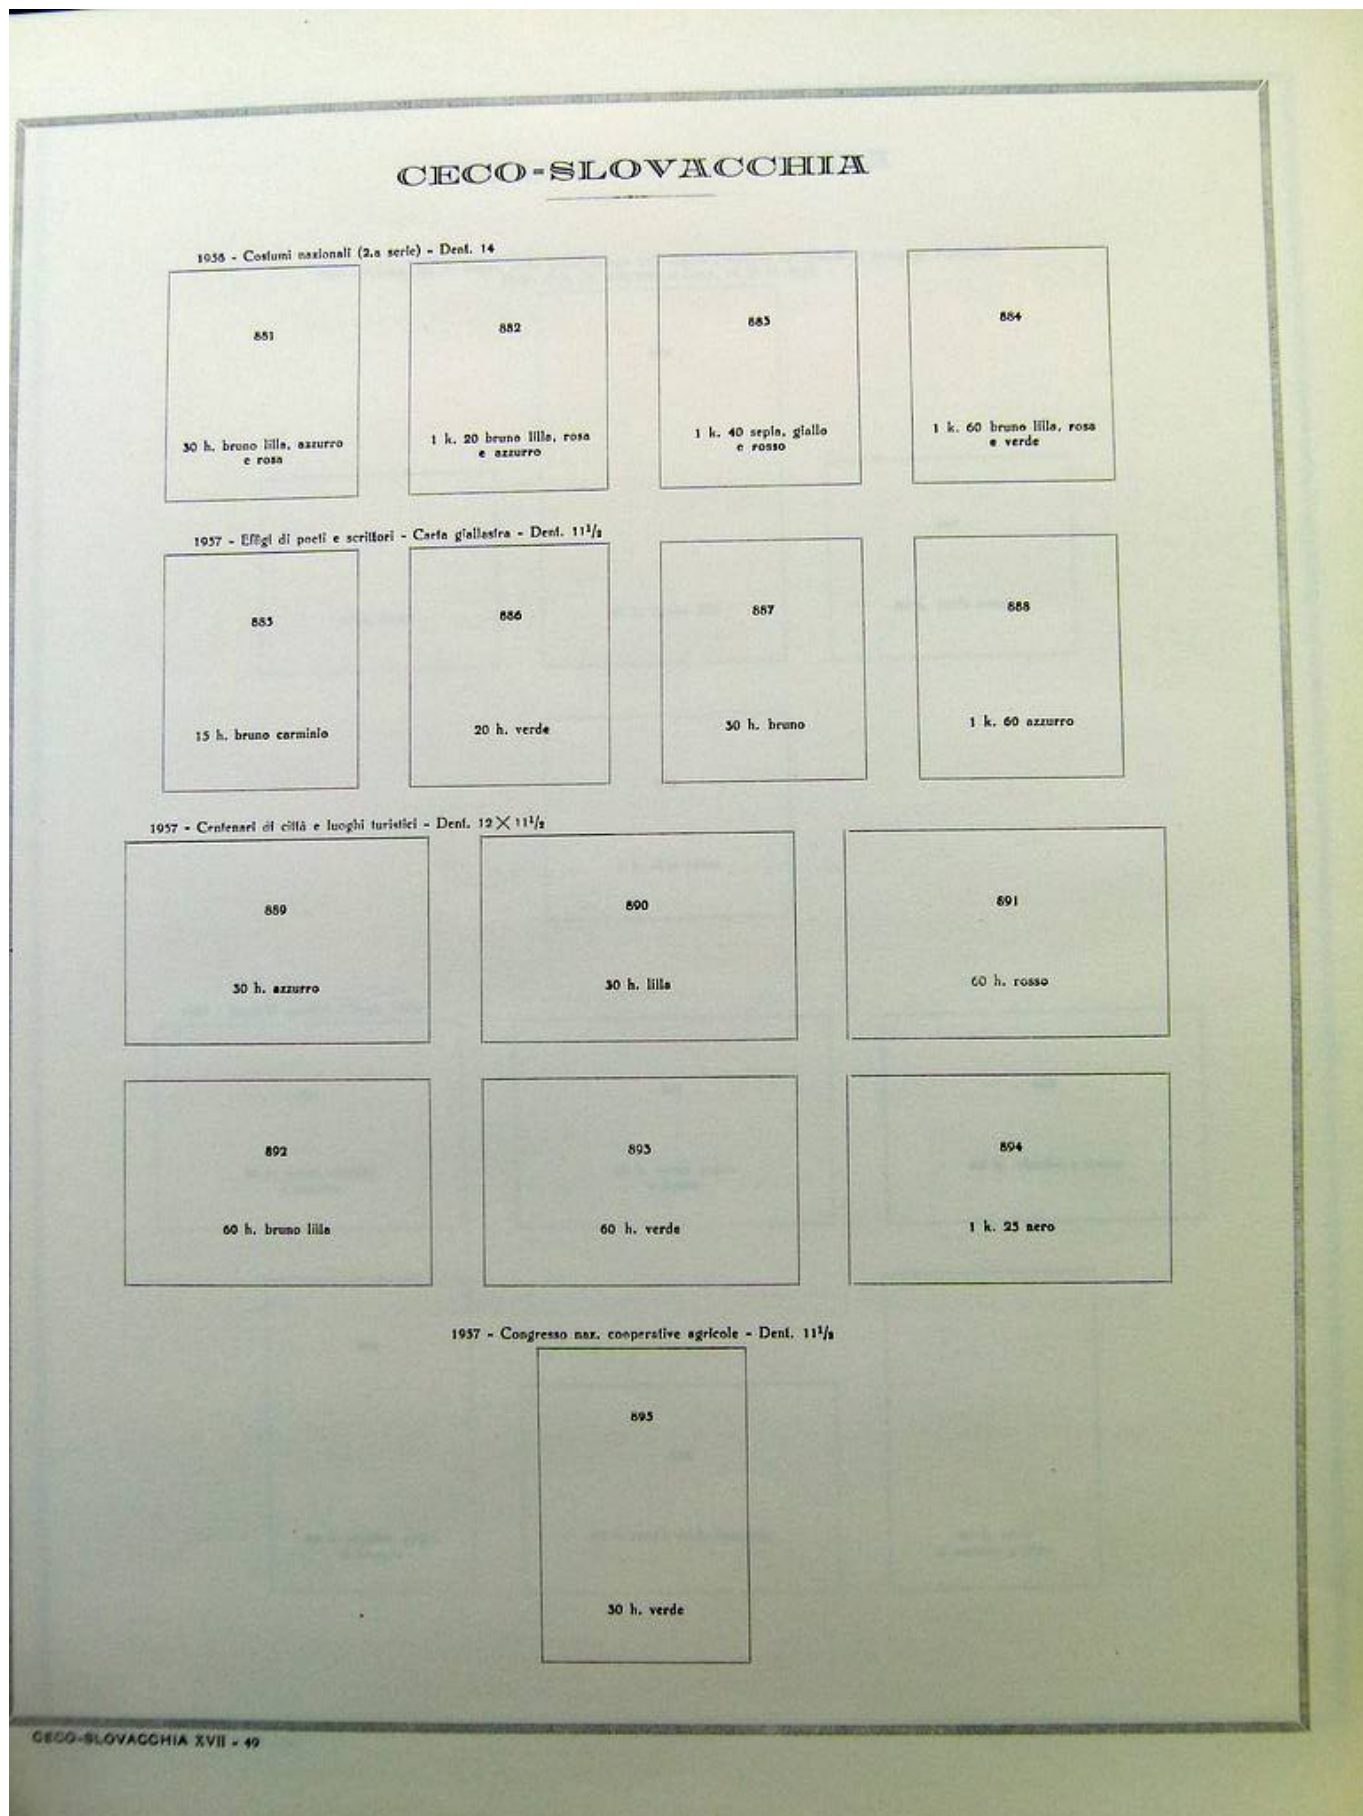 CECO-SLOVACCHIA
1956 - Costumi nazionali (2.a serie) - Dent. 14
881
882
883
884
30 h. bruno lilla, azzurro
e rosa
1 k. 20 bruno lilla, rosa
e azzurro
1 k. 40 sepia, giallo
e rosso
1 k. 60 bruno lilla, rosa
e verde
1957 - Effigi di poeti e scrittori - Carta giallastra - Dent. 11½
885
886
887
888
15 h. bruno carminio
20 h. verde
30 h. bruno
1 k. 60 azzurro
1957 - Centenari di città e luoghi turistici - Dent. 12 X 11½
889
890
891
30 h. azzurro
30 h. lilla
60 h. rosso
892
893
894
60 h. bruno lilla
60 h. verde
1 k. 25 nero
1957 - Congresso naz. cooperative agricole - Dent. 11½
895
30 h. verde
CECO-SLOVACCHIA XVII - 49